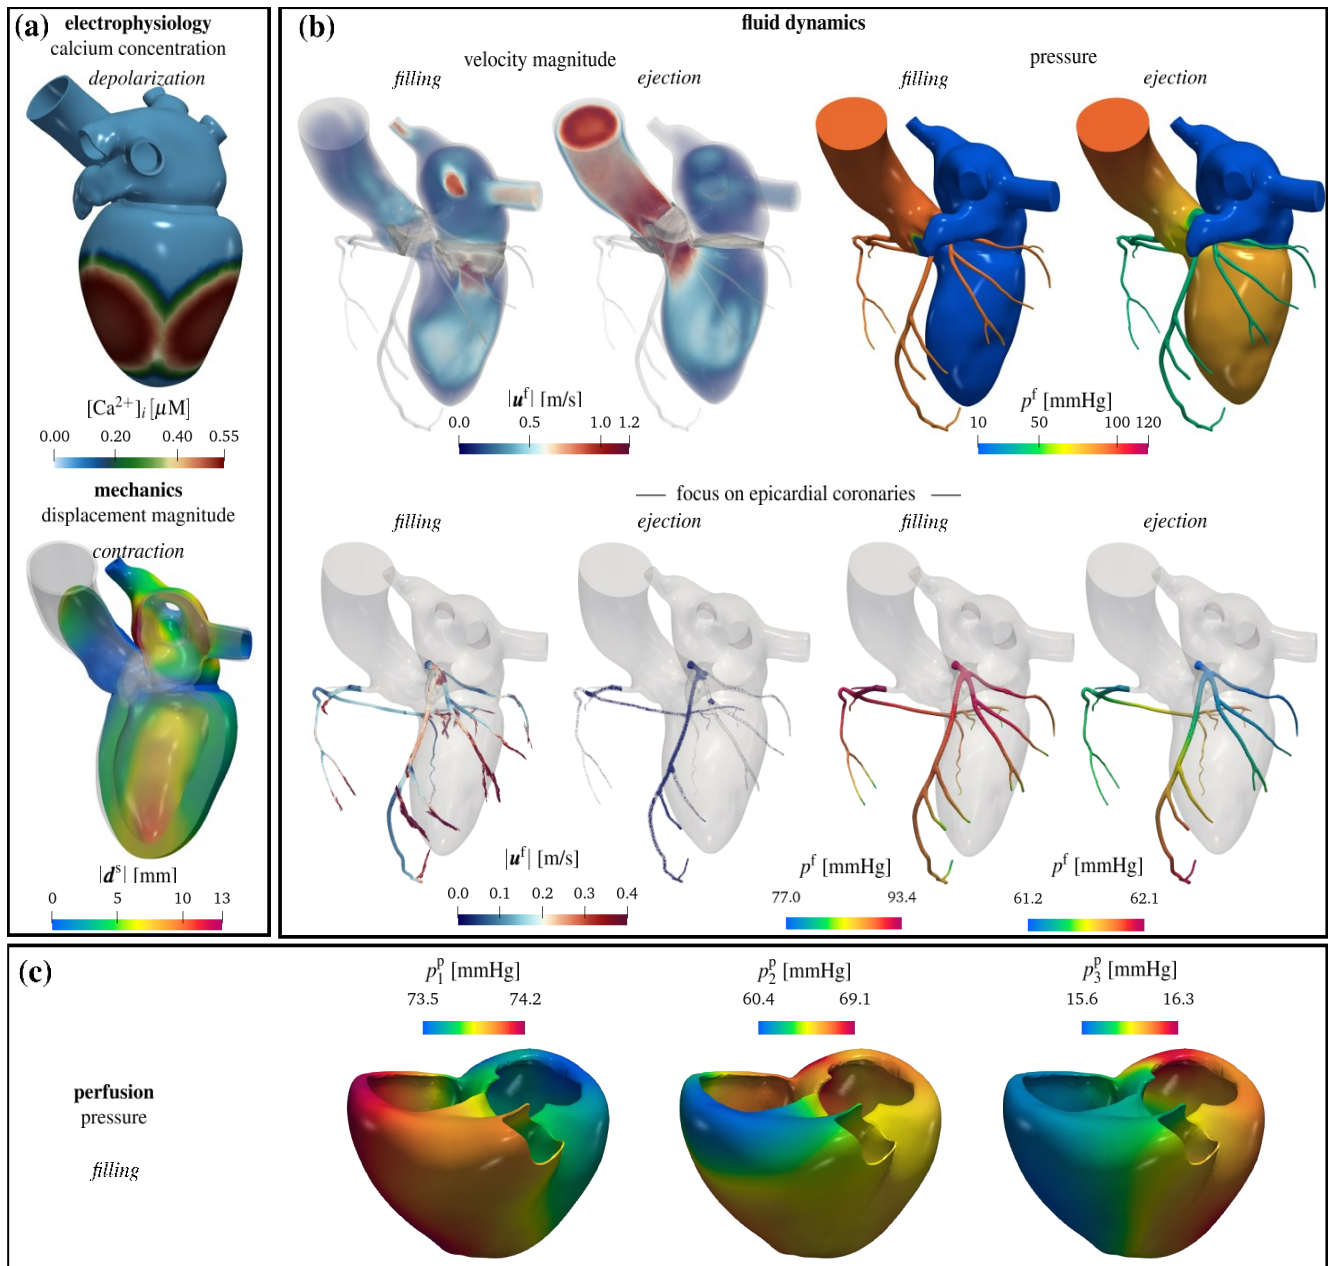 (a)
electrophysiology
calcium concentration
depolarization
[Ca²⁺]ᵢ [μM]
0.00 0.20 0.40 0.55
mechanics
displacement magnitude
contraction
|dˢ| [mm]
0 5 10 13
(b)
fluid dynamics
velocity magnitude
pressure
filling
ejection
filling
ejection
|uᶠ| [m/s]
0.0 0.5 1.0 1.2
pᶠ [mmHg]
10 50 100 120
focus on epicardial coronaries
filling
ejection
filling
ejection
|uᶠ| [m/s]
0.0 0.1 0.2 0.3 0.4
pᶠ [mmHg]
77.0 93.4
pᶠ [mmHg]
61.2 62.1
(c)
perfusion
pressure
filling
p₁ᵖ [mmHg]
73.5 74.2
p₂ᵖ [mmHg]
60.4 69.1
p₃ᵖ [mmHg]
15.6 16.3